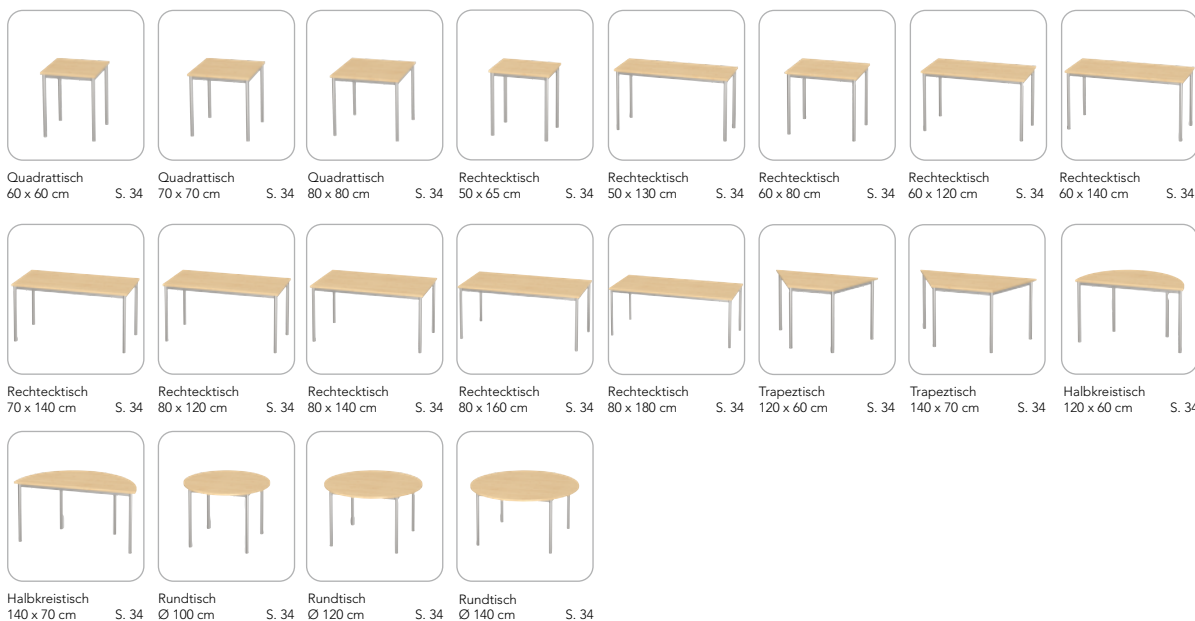 Quadrattisch
60 x 60 cm S. 34
Quadrattisch
70 x 70 cm S. 34
Quadrattisch
80 x 80 cm S. 34
Rechtecktisch
50 x 65 cm S. 34
Rechtecktisch
50 x 130 cm S. 34
Rechtecktisch
60 x 80 cm S. 34
Rechtecktisch
60 x 120 cm S. 34
Rechtecktisch
60 x 140 cm S. 34
Rechtecktisch
70 x 140 cm S. 34
Rechtecktisch
80 x 120 cm S. 34
Rechtecktisch
80 x 140 cm S. 34
Rechtecktisch
80 x 160 cm S. 34
Rechtecktisch
80 x 180 cm S. 34
Trapeztisch
120 x 60 cm S. 34
Trapeztisch
140 x 70 cm S. 34
Halbkreistisch
120 x 60 cm S. 34
Halbkreistisch
140 x 70 cm S. 34
Rundtisch
Ø 100 cm S. 34
Rundtisch
Ø 120 cm S. 34
Rundtisch
Ø 140 cm S. 34